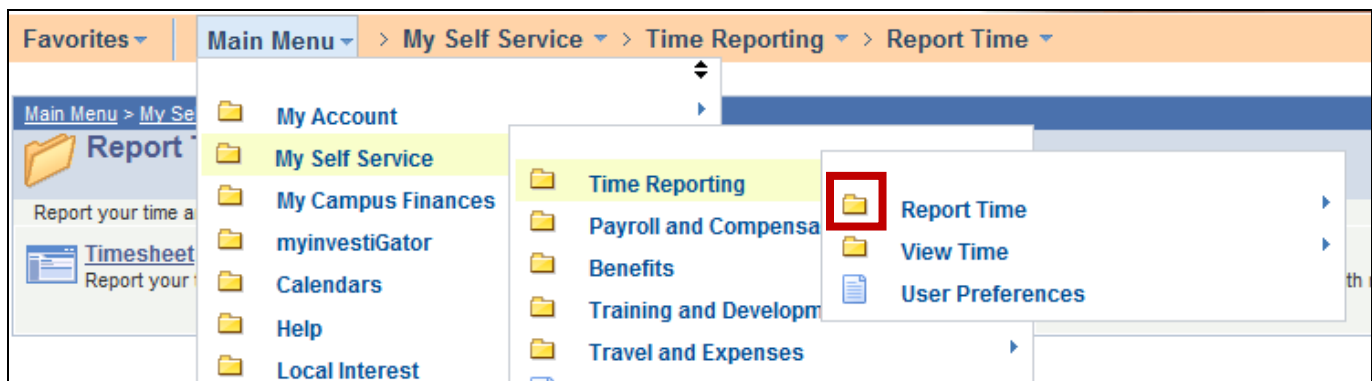 Favorites Main Menu > My Self Service > Time Reporting > Report Time
Main Menu > My Se
Report
Report your time a
Timesheet
Report your
My Account
My Self Service
My Campus Finances
myinvestiGator
Calendars
Help
Local Interest
Time Reporting
Payroll and Compensa
Benefits
Training and Developm
Travel and Expenses
Report Time
View Time
User Preferences
th